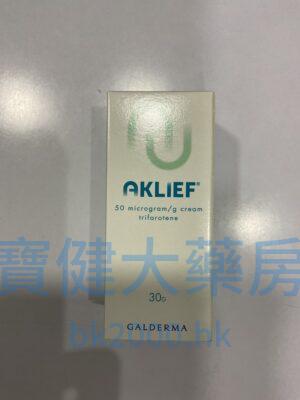 AKLIEF®
50 microgram/g cream
trifarotene
寶健大藥房
30g
GALDERMA
bk2000.hk